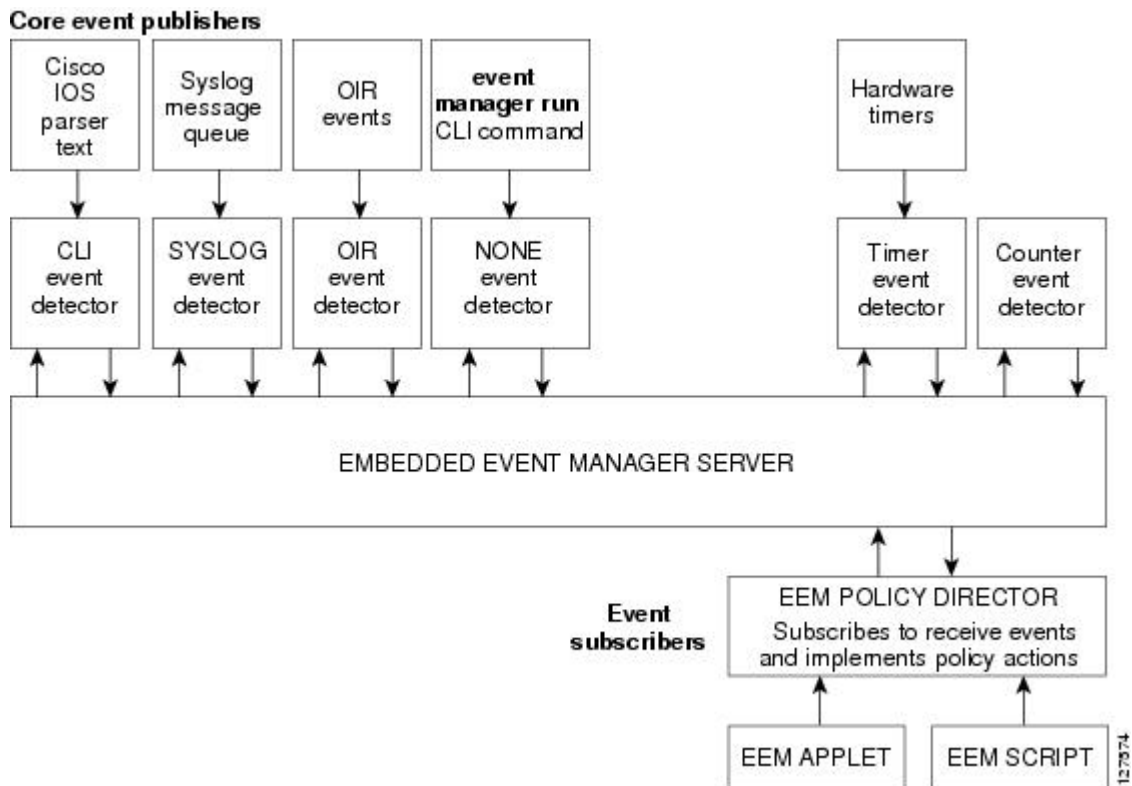 Core event publishers
Cisco
IOS
parser
text
Syslog
message
queue
OIR
events
event
manager run
CLI command
Hardware
timers
CLI
event
detector
SYSLOG
event
detector
OIR
event
detector
NONE
event
detector
Timer
event
detector
Counter
event
detector
EMBEDDED EVENT MANAGER SERVER
Event
subscribers
EEM POLICY DIRECTOR
Subscribes to receive events
and implements policy actions
EEM APPLET
EEM SCRIPT
127574